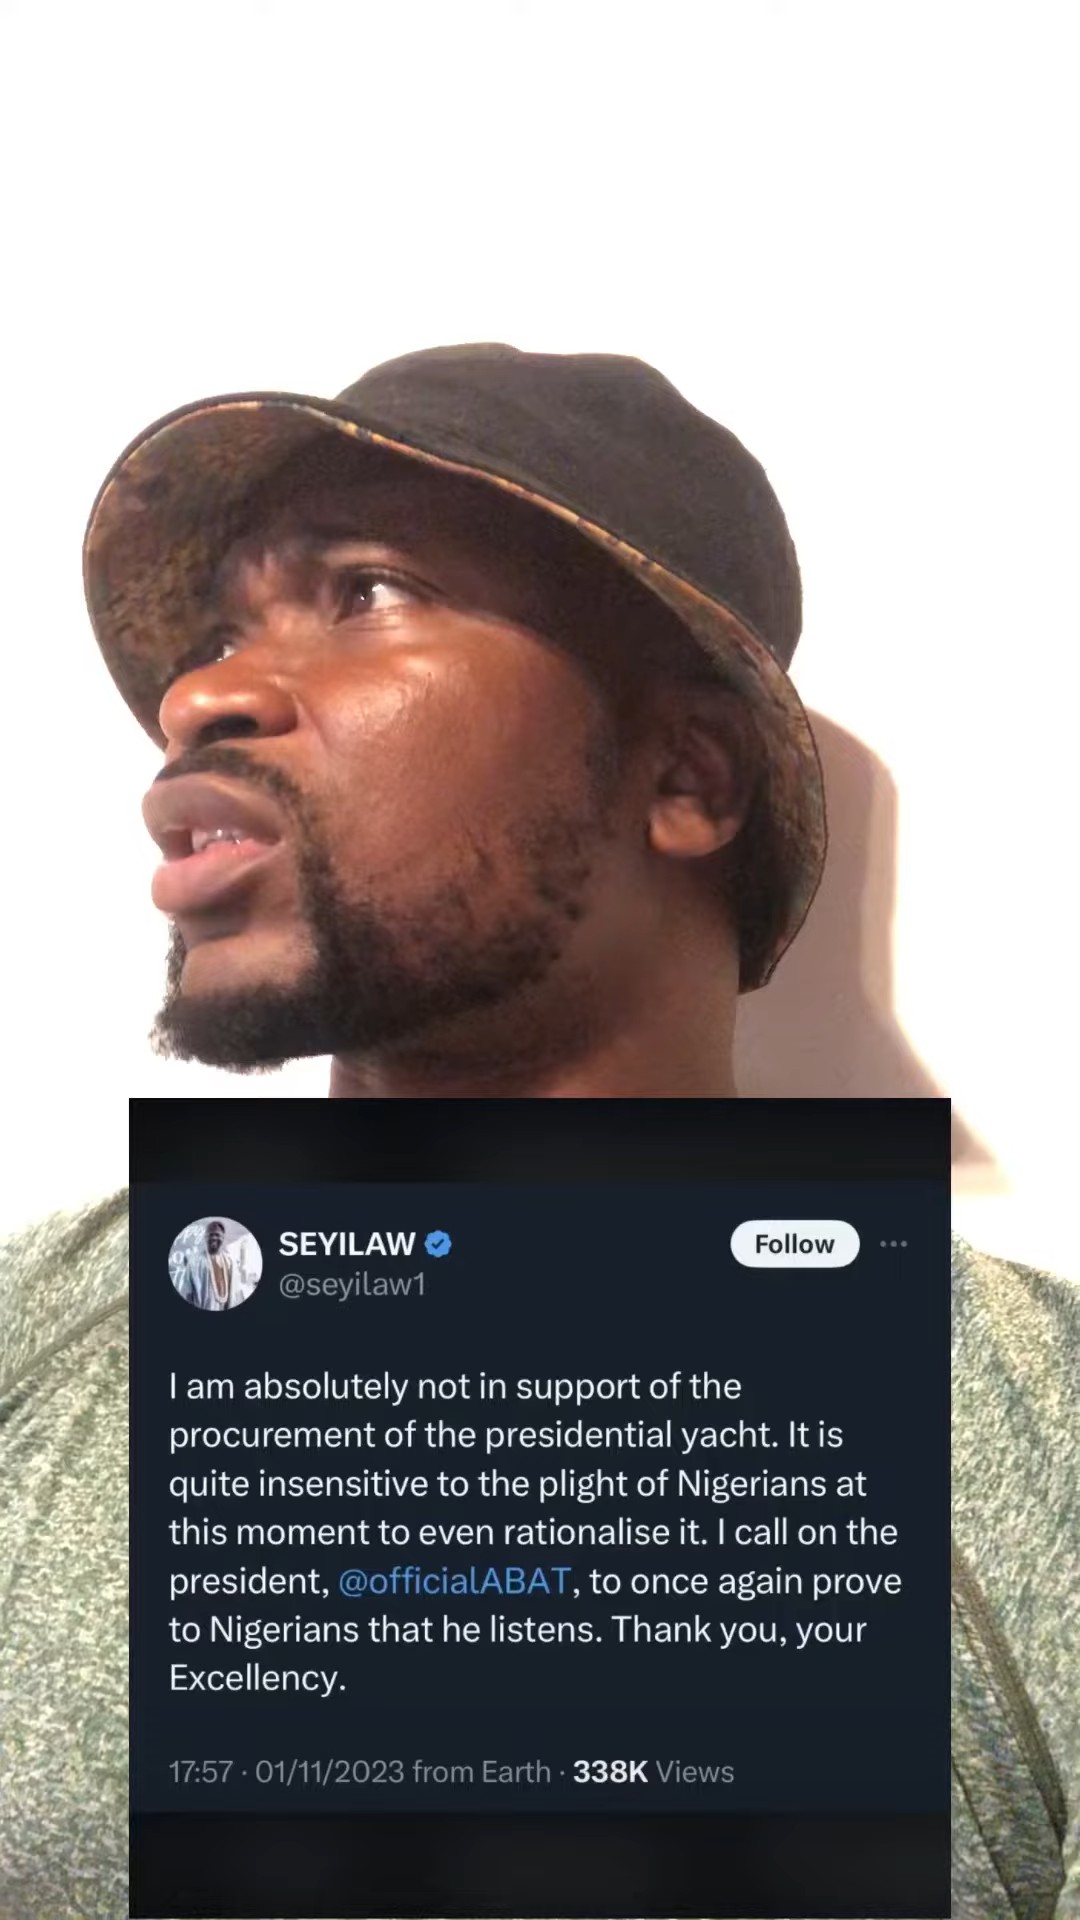 SEYILAW
@seyilaw1
Follow
I am absolutely not in support of the
procurement of the presidential yacht. It is
quite insensitive to the plight of Nigerians at
this moment to even rationalise it. I call on the
president, @officialABAT, to once again prove
to Nigerians that he listens. Thank you, your
Excellency.
17:57 · 01/11/2023 from Earth · 338K Views